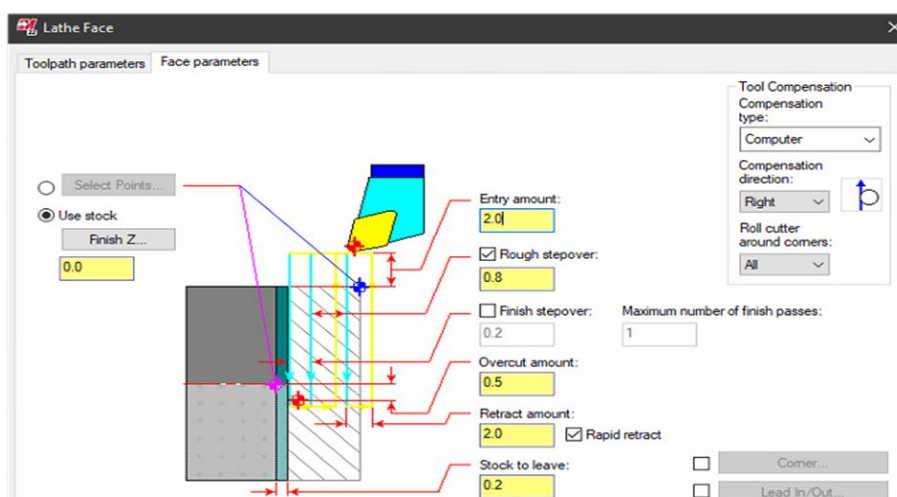 Lathe Face
Toolpath parameters Face parameters
Tool Compensation
Compensation type:
Computer
Compensation direction:
Right
Roll cutter around corners:
All
Select Points...
Use stock
Finish Z...
0.0
Entry amount:
2.0
Rough stepover:
0.8
Finish stepover: Maximum number of finish passes:
0.2 1
Overcut amount:
0.5
Retract amount:
2.0 Rapid retract
Stock to leave:
0.2
Corner...
Lead In/Out...